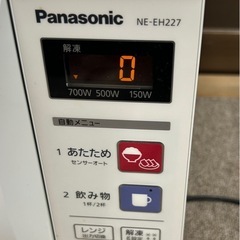 Panasonic NE-EH227
解凍
0
700W 500W 150W
自動メニュー
1 あたため
センサーオート
2 飲み物
1杯/2杯
レンジ
解凍